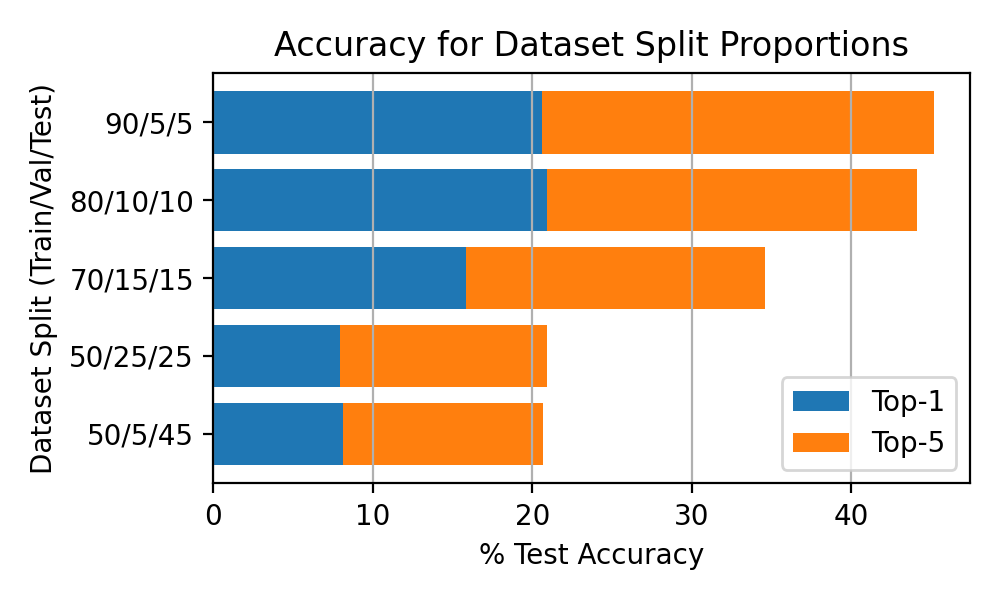 Accuracy for Dataset Split Proportions
Dataset Split (Train/Val/Test)
90/5/5
80/10/10
70/15/15
50/25/25
50/5/45
Top-1
Top-5
0 10 20 30 40
% Test Accuracy